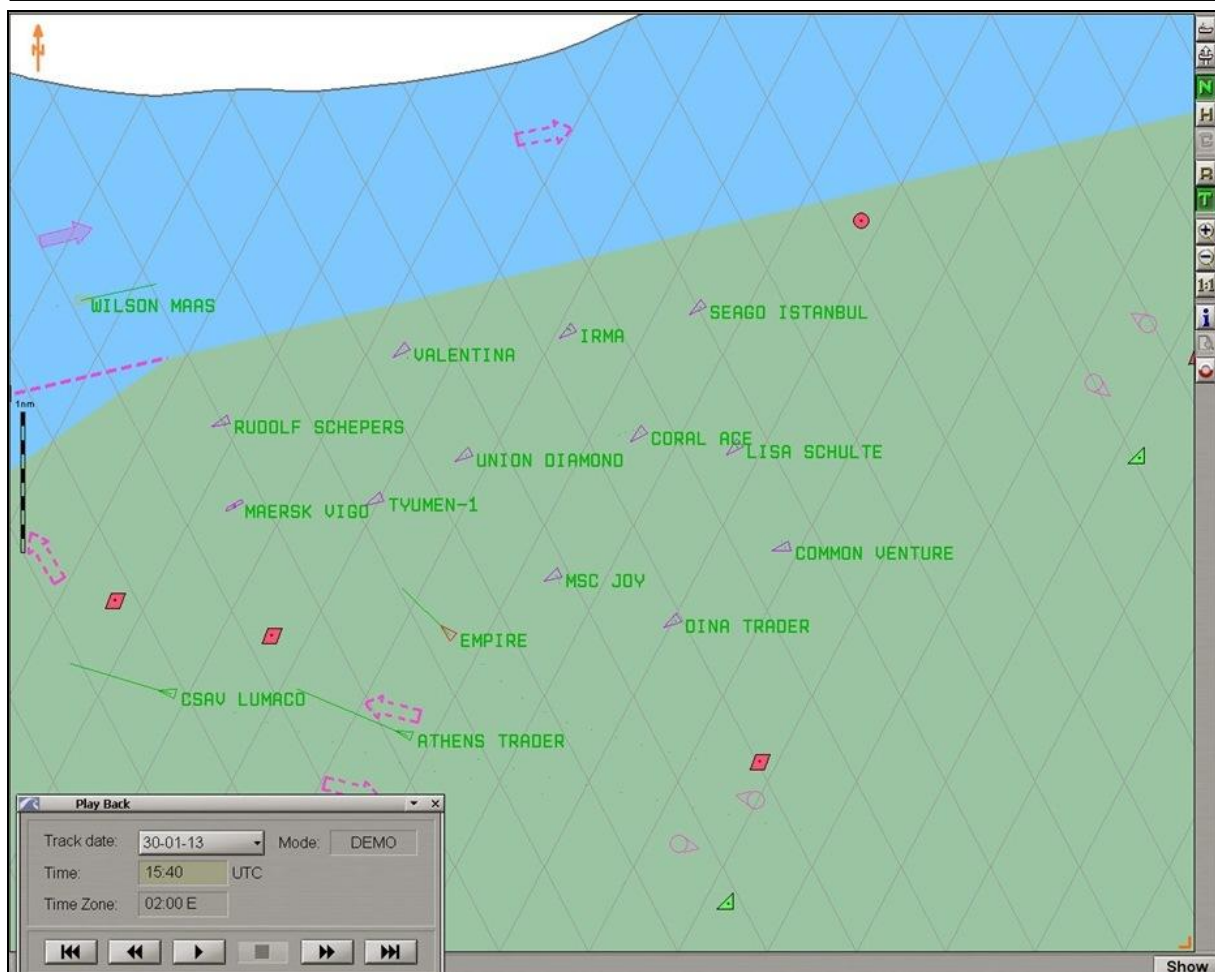 N
H
R
T
WILSON MAAS
SEAGO ISTANBUL
IRMA
1:1
VALENTINA
1nm
RUDOLF SCHEPERS
CORAL ACE
LISA SCHULTE
UNION DIAMOND
MAERSK VIGO
TYUMEN-1
COMMON VENTURE
MSC JOY
DINA TRADER
EMPIRE
CSAV LUMACO
ATHENS TRADER
Play Back
Track date: 30-01-13 Mode: DEMO
Time: 15:40 UTC
Time Zone: 02:00 E
Show